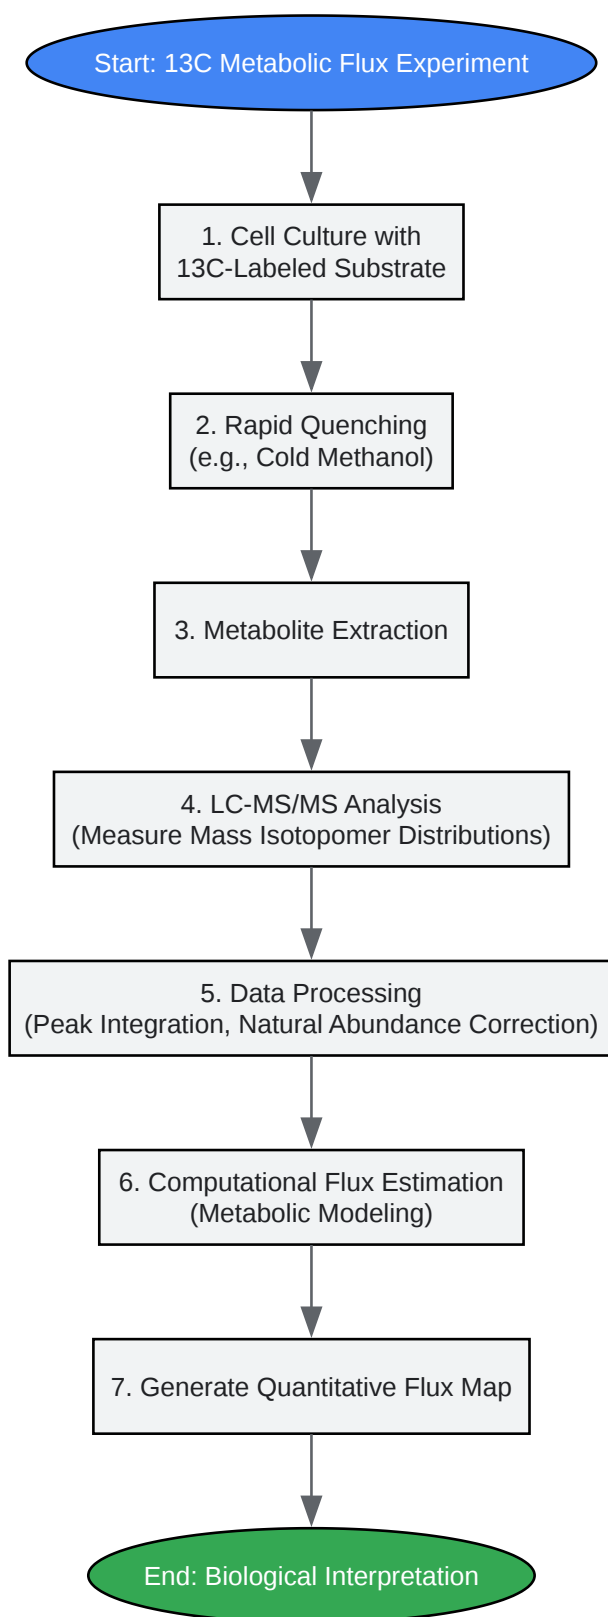 Start: 13C Metabolic Flux Experiment
1. Cell Culture with
13C-Labeled Substrate
2. Rapid Quenching
(e.g., Cold Methanol)
3. Metabolite Extraction
4. LC-MS/MS Analysis
(Measure Mass Isotopomer Distributions)
5. Data Processing
(Peak Integration, Natural Abundance Correction)
6. Computational Flux Estimation
(Metabolic Modeling)
7. Generate Quantitative Flux Map
End: Biological Interpretation